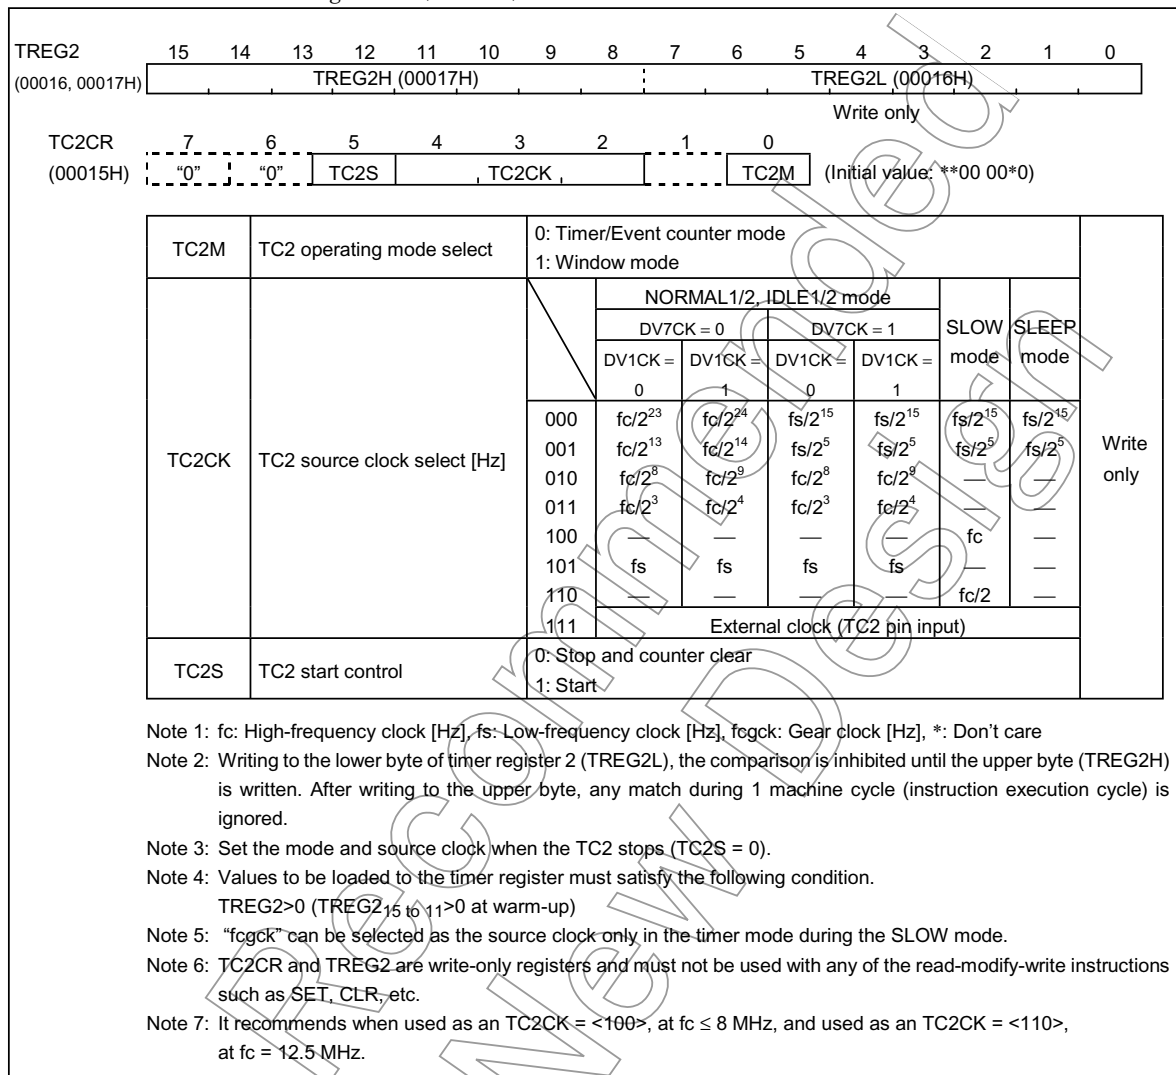 TREG2 15 14 13 12 11 10 9 8 7 6 5 4 3 2 1 0
(00016, 00017H) TREG2H (00017H) TREG2L (00016H)
Write only
TC2CR 7 6 5 4 3 2 1 0
(00015H) “0” “0” TC2S TC2CK TC2M (Initial value: **00 00*0)
TC2M TC2 operating mode select 0: Timer/Event counter mode
1: Window mode
Write only
TC2CK TC2 source clock select [Hz]
NORMAL1/2, IDLE1/2 mode SLOW mode SLEEP mode
DV7CK = 0 DV7CK = 1
DV1CK = 0 DV1CK = 1 DV1CK = 0 DV1CK = 1
000 fc/2^23 fc/2^24 fs/2^15 fs/2^15 fs/2^15 fs/2^15
001 fc/2^13 fc/2^14 fs/2^5 fs/2^5 fs/2^5 fs/2^5
010 fc/2^8 fc/2^9 fc/2^8 fc/2^9 — —
011 fc/2^3 fc/2^4 fc/2^3 fc/2^4 — —
100 — — — — fc —
101 fs fs fs fs — —
110 — — — — fc/2 —
111 External clock (TC2 pin input)
TC2S TC2 start control 0: Stop and counter clear
1: Start
Note 1: fc: High-frequency clock [Hz], fs: Low-frequency clock [Hz], fcgck: Gear clock [Hz], *: Don’t care
Note 2: Writing to the lower byte of timer register 2 (TREG2L), the comparison is inhibited until the upper byte (TREG2H)
is written. After writing to the upper byte, any match during 1 machine cycle (instruction execution cycle) is
ignored.
Note 3: Set the mode and source clock when the TC2 stops (TC2S = 0).
Note 4: Values to be loaded to the timer register must satisfy the following condition.
TREG2>0 (TREG2 15 to 11>0 at warm-up)
Note 5: “fcgck” can be selected as the source clock only in the timer mode during the SLOW mode.
Note 6: TC2CR and TREG2 are write-only registers and must not be used with any of the read-modify-write instructions
such as SET, CLR, etc.
Note 7: It recommends when used as an TC2CK = <100>, at fc ≤ 8 MHz, and used as an TC2CK = <110>,
at fc = 12.5 MHz.
Recommended
New Design